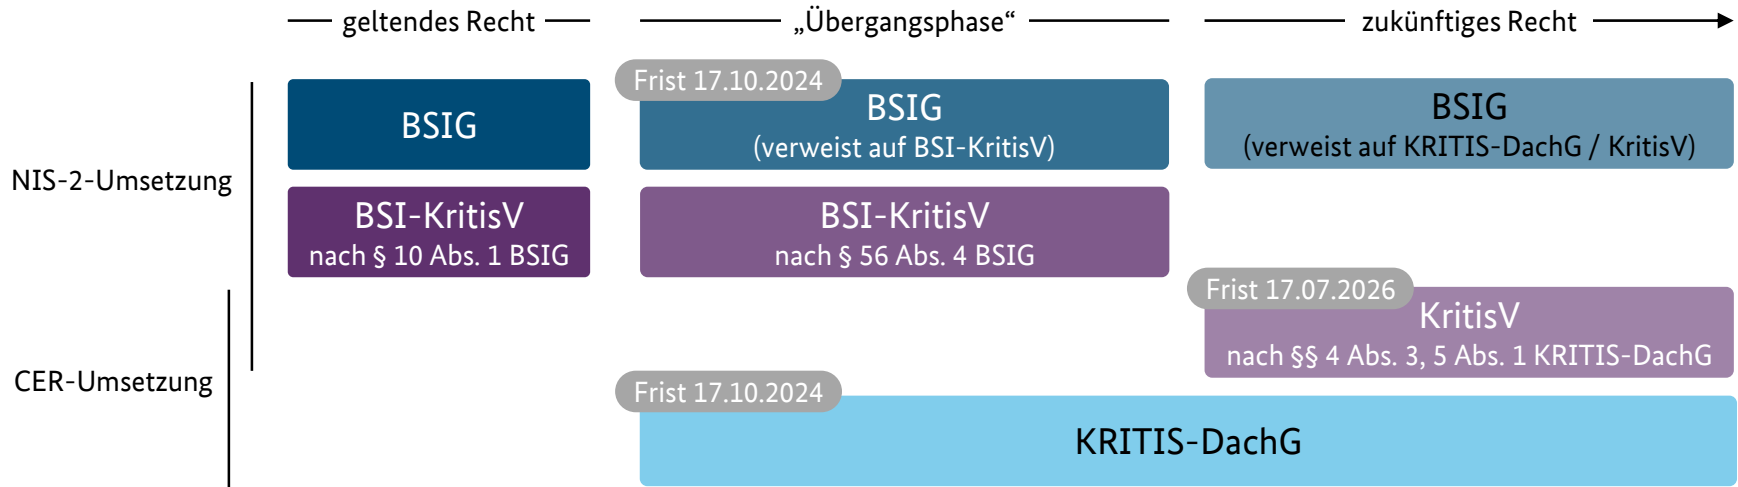 geltendes Recht
„Übergangsphase“
zukünftiges Recht
NIS-2-Umsetzung
BSIG
Frist 17.10.2024
BSIG
(verweist auf BSI-KritisV)
BSIG
(verweist auf KRITIS-DachG / KritisV)
BSI-KritisV
nach § 10 Abs. 1 BSIG
BSI-KritisV
nach § 56 Abs. 4 BSIG
CER-Umsetzung
Frist 17.07.2026
KritisV
nach §§ 4 Abs. 3, 5 Abs. 1 KRITIS-DachG
Frist 17.10.2024
KRITIS-DachG